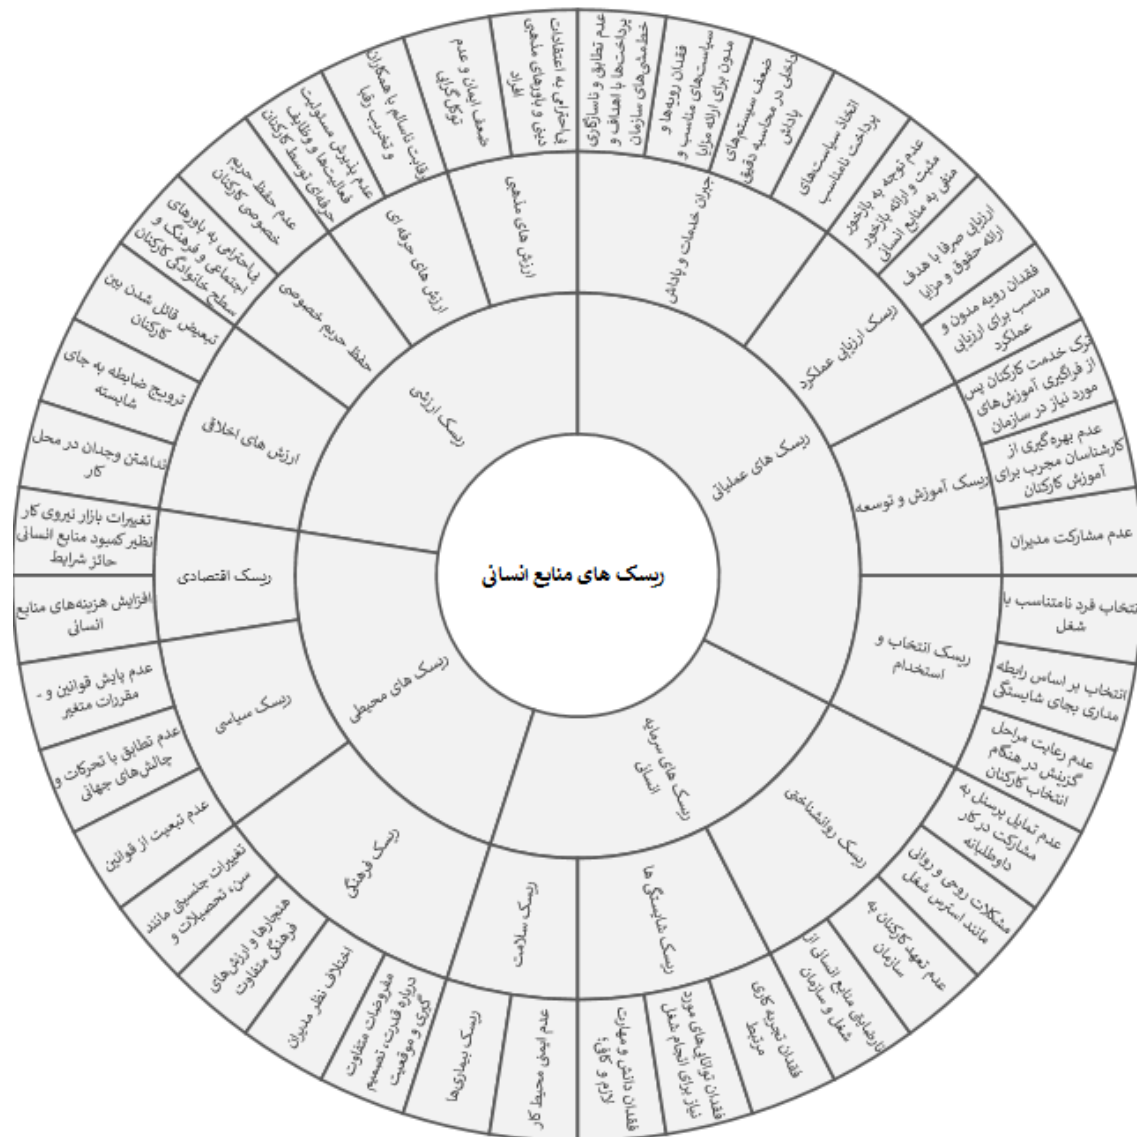 ریسک های منابع انسانی
ریسک های عملیاتی
ریسک های سرمایه
انسانی
ریسک های محیطی
ریسک ارزشی
جبران خدمات و پاداش
ریسک ارزیابی عملکرد
ریسک آموزش و توسعه
ریسک انتخاب و
استخدام
ریسک روانشناختی
ریسک شایستگی ها
ریسک سلامت
ریسک فرهنگی
ریسک سیاسی
ریسک اقتصادی
ارزش های اخلاقی
حفظ حریم خصوصی
ارزش های حرفه ای
ارزش های مذهبی
عدم تطابق و ناسازگاری
پرداخت‌ها با اهداف و
خط‌مشی‌های سازمان
فقدان رویه‌ها و
سیاست‌های مناسب و
مدون برای ارائه مزایا
ضعف سیستم‌های
داخلی در محاسبه دقیق
پاداش
اتخاذ سیاست‌های
پرداخت نامناسب
عدم توجه به بازخور
مثبت و ارائه بازخور
منفی به منابع انسانی
ارزیابی صرفا با هدف
ارائه حقوق و مزایا
فقدان رویه مدون و
مناسب برای ارزیابی
عملکرد
ترک خدمت کارکنان پس
از فراگیری آموزش‌های
مورد نیاز در سازمان
عدم بهره‌گیری از
کارشناسان مجرب برای
آموزش کارکنان
عدم مشارکت مدیران
نتخاب فرد نامتناسب با
شغل
انتخاب بر اساس رابطه
مداری بجای شایستگی
عدم رعایت مراحل
گزینش در هنگام
انتخاب کارکنان
عدم تمایل پرسنل به
مشارکت در کار
داوطلبانه
مشکلات روحی و روانی
مانند استرس شغل
عدم تعهد کارکنان به
سازمان
نارضایتی منابع انسانی از
شغل و سازمان
فقدان تجربه کاری
مرتبط
فقدان توانایی‌های مورد
نیاز برای انجام شغل
فقدان دانش و مهارت
لازم و کافی؛
عدم ایمنی محیط کار
ریسک بیماری‌ها
مفروضات متفاوت
درباره قدرت، تصمیم
گیری و موقعیت
اختلاف نظر مدیران
هنجارها و ارزش‌های
فرهنگی متفاوت
تغییرات جنسیتی مانند
سن، تحصیلات و
عدم تبعیت از قوانین
عدم تطابق با تحرکات و
چالش‌های جهانی
عدم پایش قوانین و -
مقررات متغیر
افزایش هزینه‌های منابع
انسانی
تغییرات بازار نیروی کار
نظیر کمبود منابع انسانی
حائز شرایط
نداشتن وجدان در محل
کار
ترویج ضابطه به جای
شایسته
تبعیض قائل شدن بین
کارکنان
بی‌احترامی به باورهای
اجتماعی و فرهنگ و
سطح خانوادگی کارکنان
عدم حفظ حریم
خصوصی کارکنان
عدم پذیرش مسئولیت
فعالیت‌ها و وظایف
حرفه‌ای توسط کارکنان
رقابت ناسالم با همکاران
و تخریب رقبا
ضعف ایمان و عدم
توکل‌گرایی
بی‌احترامی به اعتقادات
دینی و باورهای مذهبی
افراد